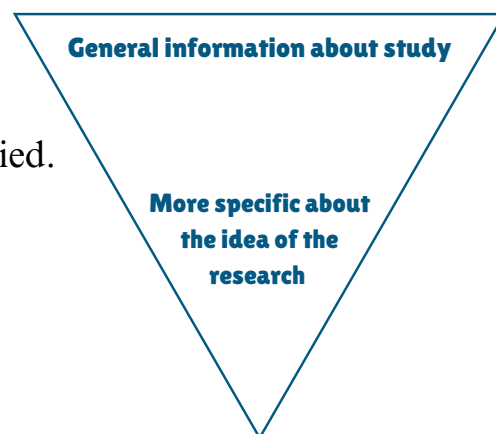 General information about study
ied.
More specific about
the idea of the
research